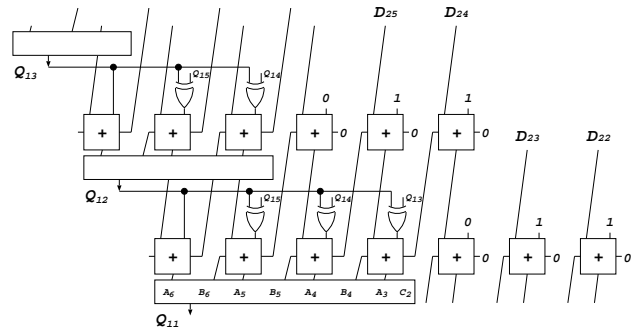 D25 D24
Q13 Q15 Q14
0 1 1
+ + + + 0 + 0 + 0
D23 D22
Q12 Q15 Q14 Q13
0 1 1
+ + + + + 0 + 0 + 0
A6 B6 A5 B5 A4 B4 A3 C2
Q11